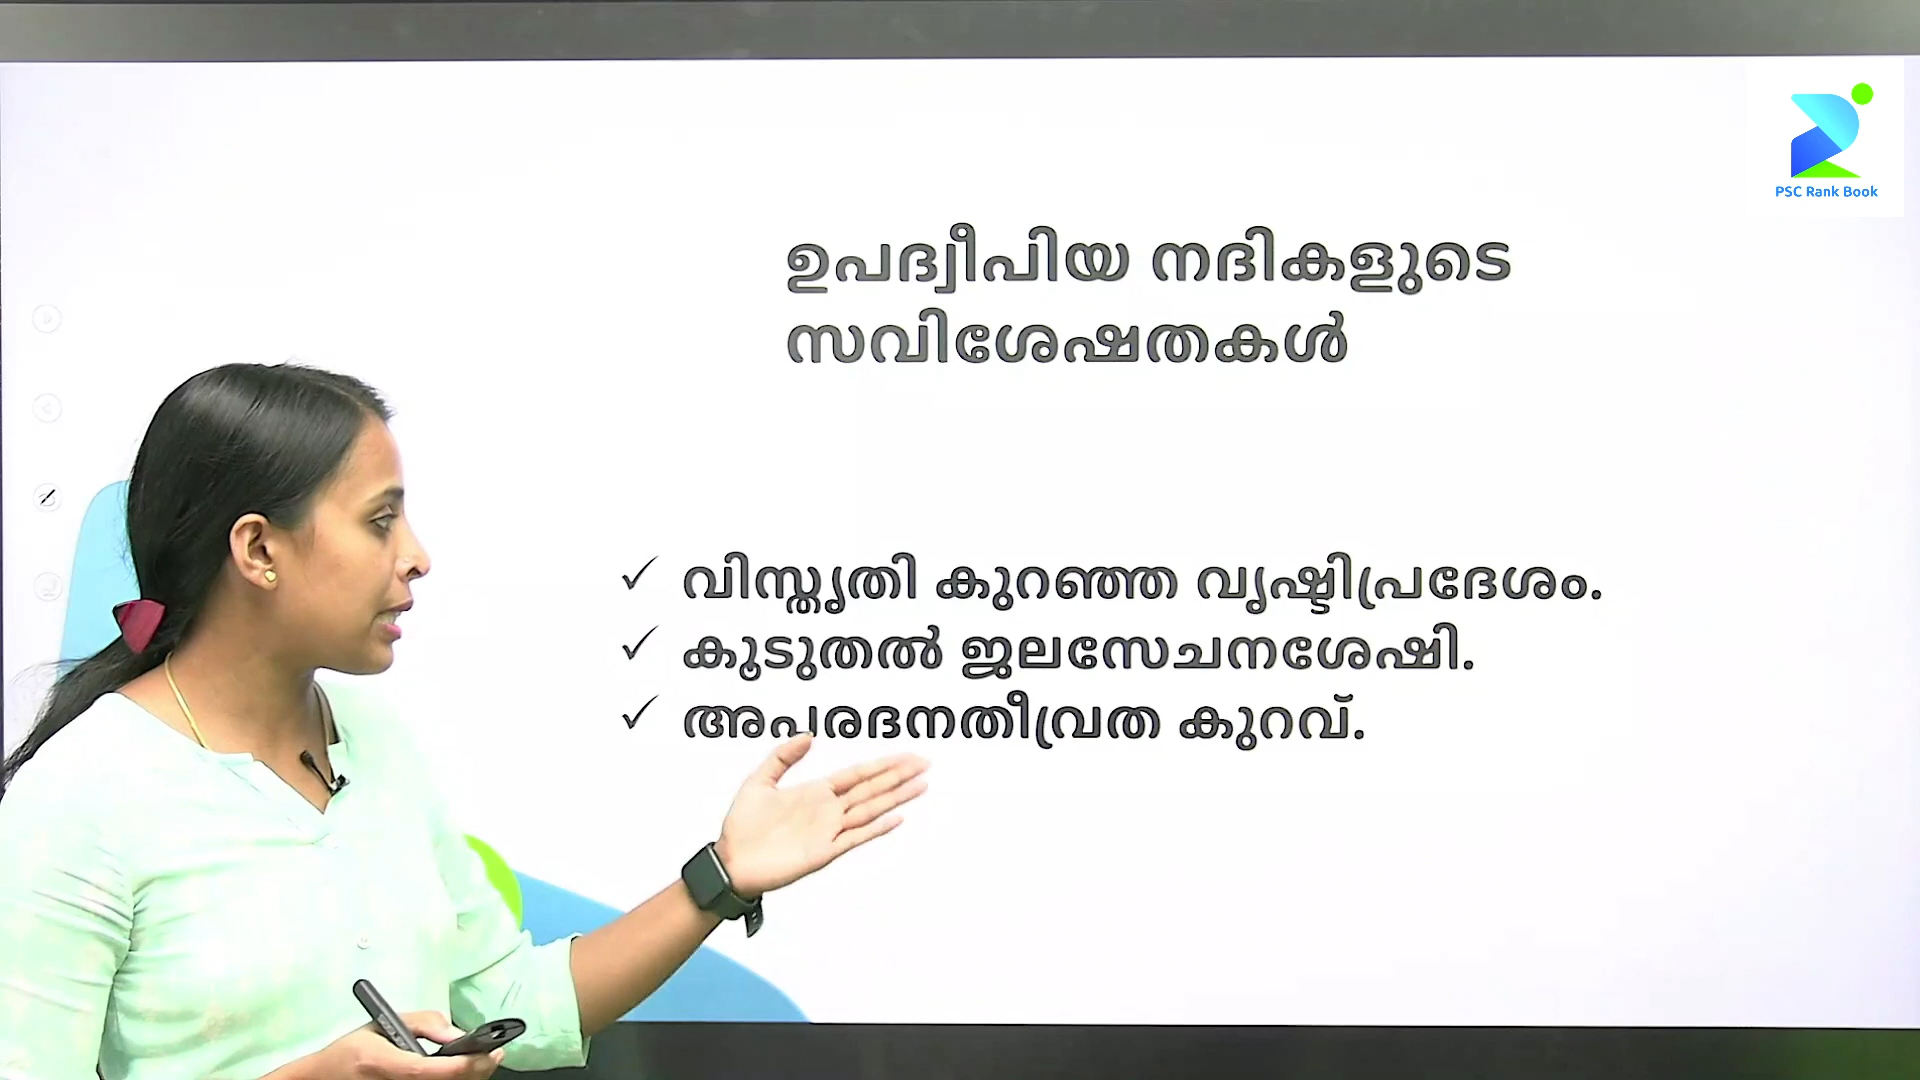 PSC Rank Book
ഉപദ്വീപിയ നദികളുടെ
സവിശേഷതകൾ
✓ വിസ്തൃതി കുറഞ്ഞ വൃഷ്ടിപ്രദേശം.
✓ കൂടുതൽ ജലസേചനശേഷി.
✓ അപരദനതീവ്രത കുറവ്.